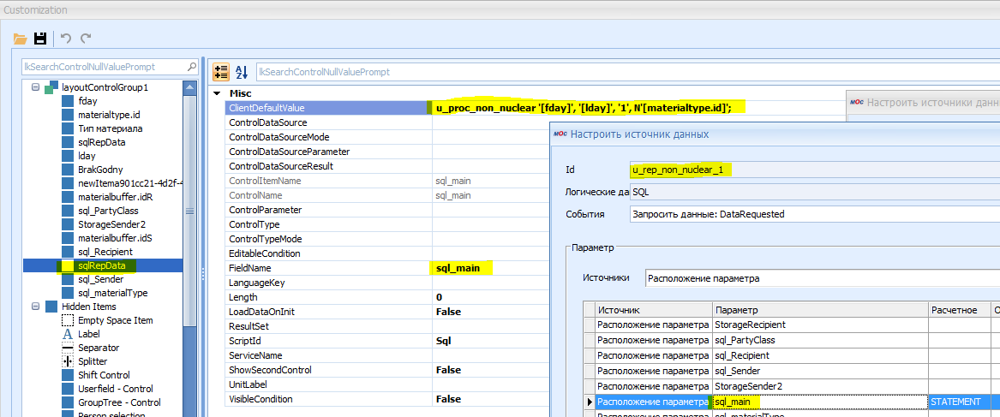 Customization
lkSearchControlNullValuePrompt
layoutControlGroup1
fday
materialtype.id
Тип материала
sqlRepData
lday
BrakGodny
newItema901cc21-4d2f-4
materialbuffer.idR
sql_PartyClass
StorageSender2
materialbuffer.idS
sql_Recipient
sqlRepData
sql_Sender
sql_materialType
Hidden Items
Empty Space Item
A Label
Separator
Splitter
Shift Control
Userfield - Control
GroupTree - Control
Person selection
A Z
lkSearchControlNullValuePrompt
Misc
ClientDefaultValue u_proc_non_nuclear '[fday]', '[lday]', '1', N'[materialtype.id]';
ControlDataSource
ControlDataSourceMode
ControlDataSourceParameter
ControlDataSourceResult
ControlItemName sql_main
ControlName sql_main
ControlParameter
ControlType
ControlTypeMode
EditableCondition
FieldName sql_main
LanguageKey
Length 0
LoadDataOnInit False
ResultSet
ScriptId Sql
ServiceName
ShowSecondControl False
UnitLabel
VisibleCondition False
MOC Настроить источники данн
MOC Настроить источник данных
Id u_rep_non_nuclear_1
Логические да SQL
События Запросить данные: DataRequested
Параметр
Источники Расположение параметра
Источник Параметр Расчетное О
Расположение параметра StorageRecipient
Расположение параметра sql_PartyClass
Расположение параметра sql_Recipient
Расположение параметра sql_Sender
Расположение параметра StorageSender2
Расположение параметра sql_main STATEMENT
Расположение параметра sql_materialType